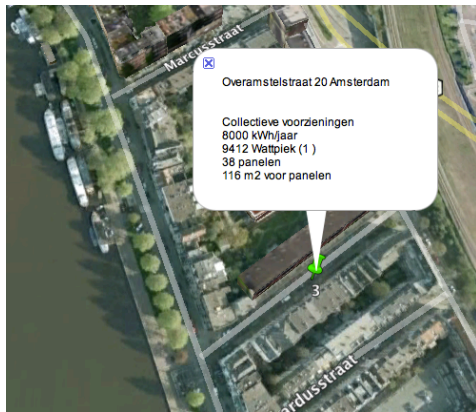 Marcusstraat
Overamstelstraat 20 Amsterdam
Collectieve voorzieningen
8000 kWh/jaar
9412 Wattpiek (1 )
38 panelen
116 m2 voor panelen
3
ardusstraat